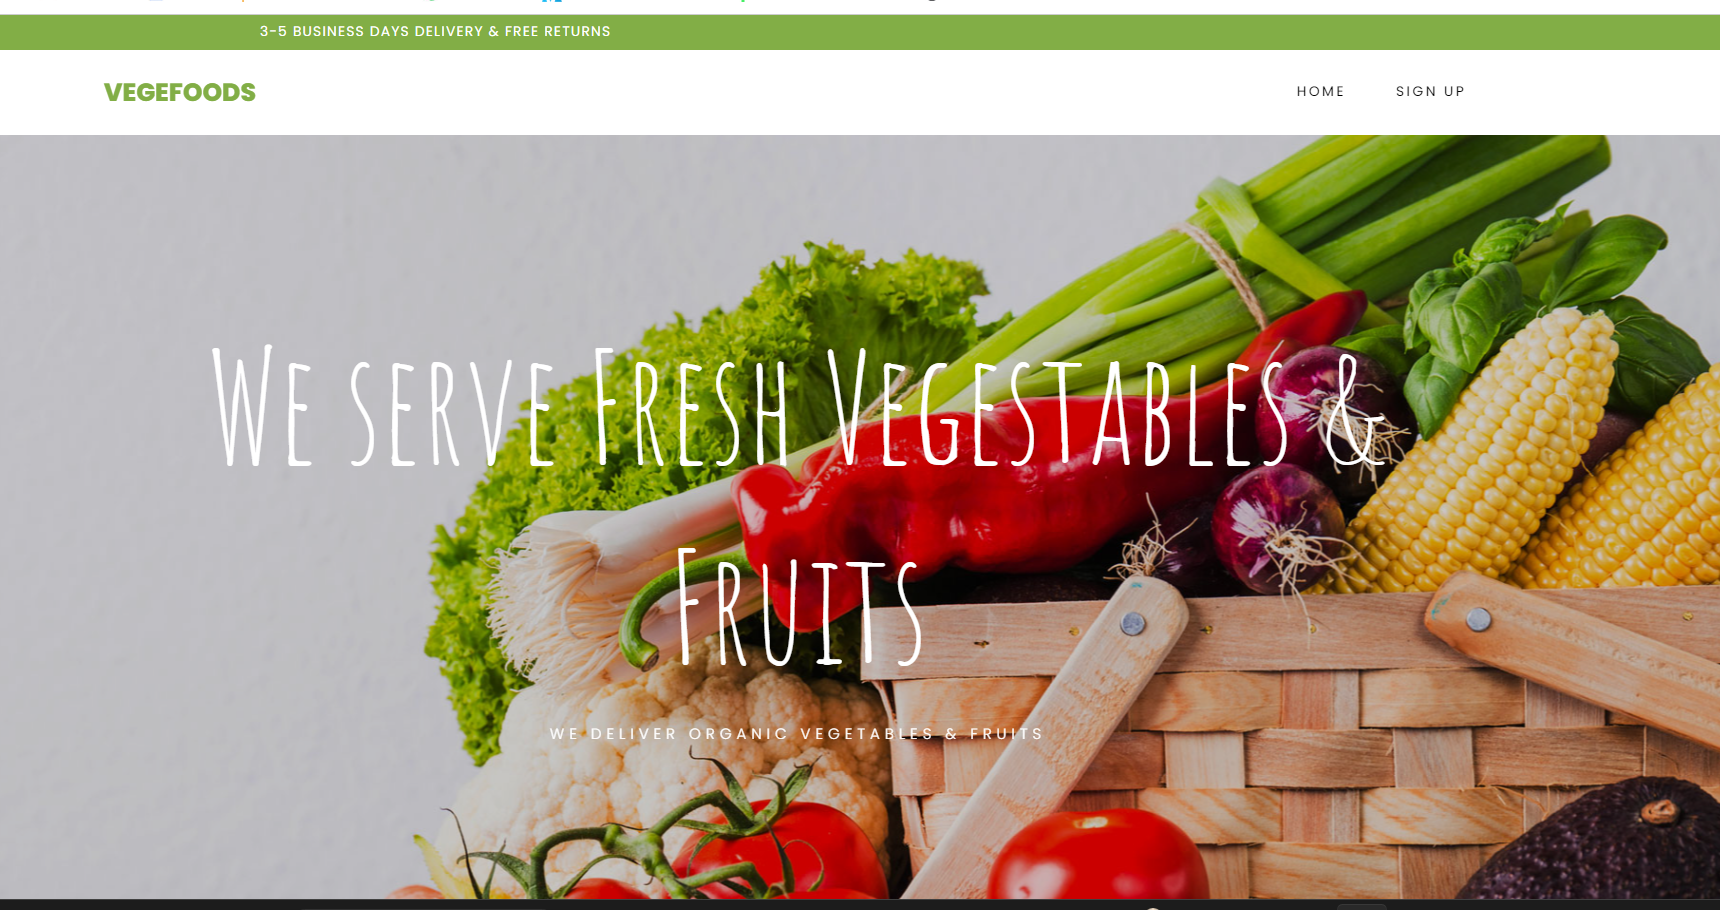 3-5 BUSINESS DAYS DELIVERY & FREE RETURNS
VEGEFOODS
HOME
SIGN UP
WE SERVE FRESH VEGESTABLES &
FRUITS
WE DELIVER ORGANIC VEGETABLES & FRUITS